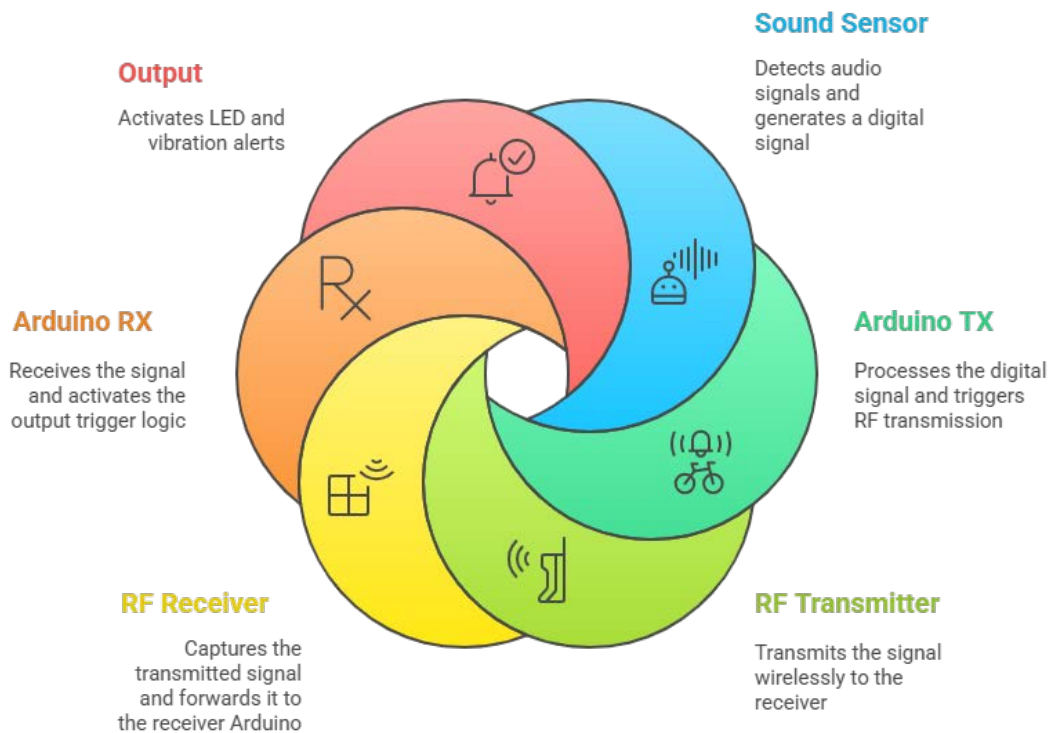 Sound Sensor
Detects audio
signals and
generates a digital
signal
Arduino TX
Processes the digital
signal and triggers
RF transmission
RF Transmitter
Transmits the signal
wirelessly to the
receiver
RF Receiver
Captures the
transmitted signal
and forwards it to
the receiver Arduino
Arduino RX
Receives the signal
and activates the
output trigger logic
Output
Activates LED and
vibration alerts
Rx